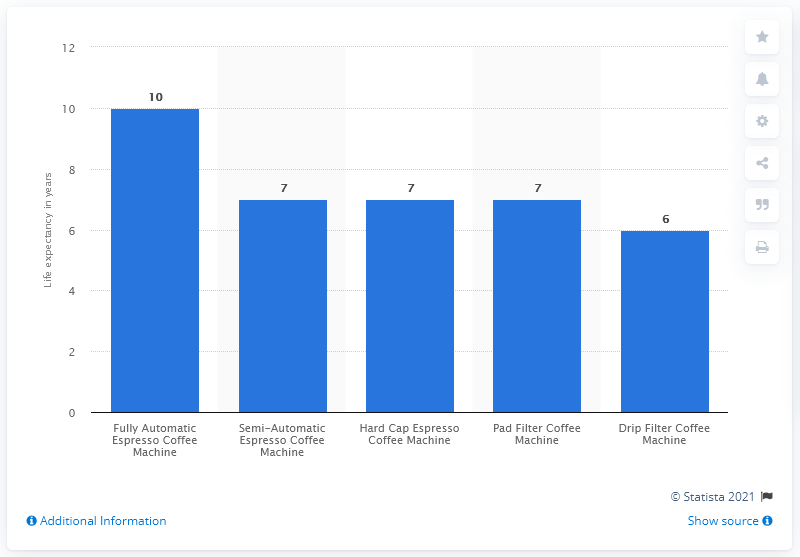 12
10
8
6
4
2
0
Life expectancy in years
10
7
7
7
6
Fully Automatic
Espresso Coffee
Machine
Semi-Automatic
Espresso Coffee
Machine
Hard Cap Espresso
Coffee Machine
Pad Filter Coffee
Machine
Drip Filter Coffee
Machine
© Statista 2021
Additional Information
Show source